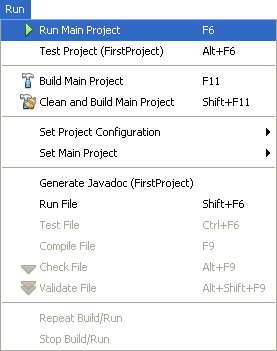 Run
Run Main Project F6
Test Project (FirstProject) Alt+F6
Build Main Project F11
Clean and Build Main Project Shift+F11
Set Project Configuration
Set Main Project
Generate Javadoc (FirstProject)
Run File Shift+F6
Test File Ctrl+F6
Compile File F9
Check File Alt+F9
Validate File Alt+Shift+F9
Repeat Build/Run
Stop Build/Run